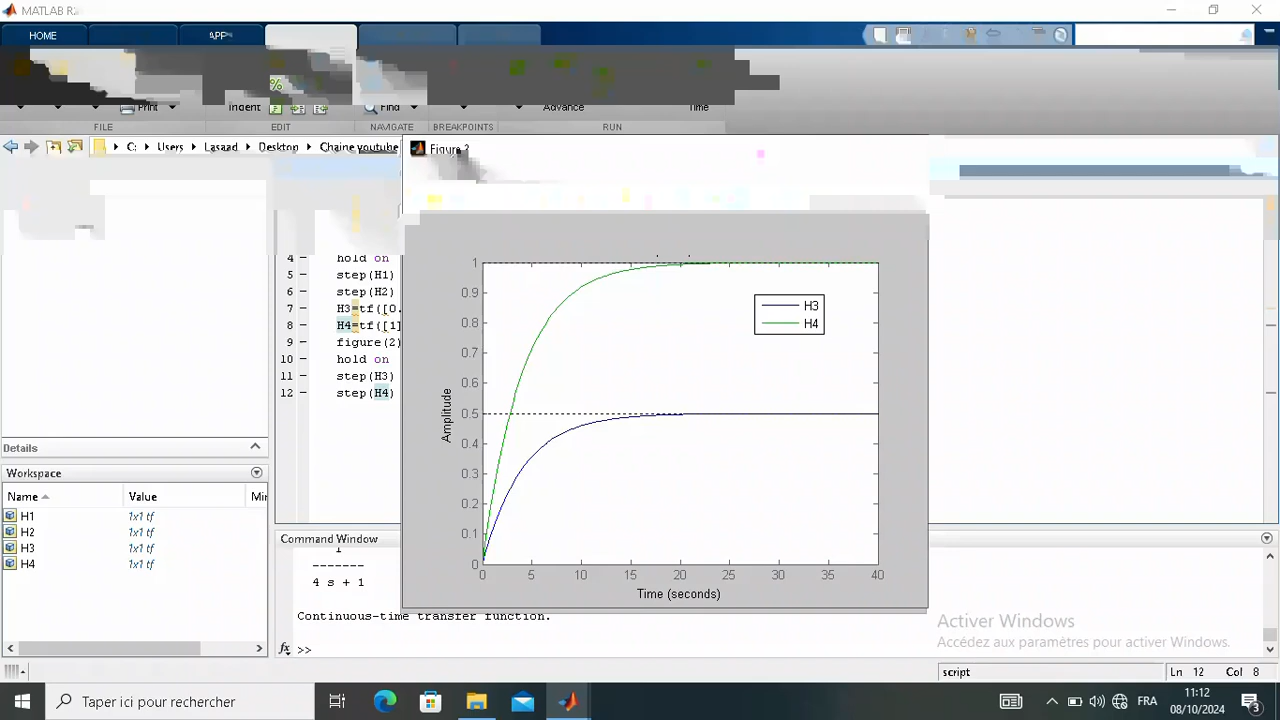 MATLAB R2
HOME
APP
Print
Indent
Find
Advance
Time
FILE
EDIT
NAVIGATE
BREAKPOINTS
RUN
C: Users Lasaad Desktop Chaine youtube
Figure 2
4 hold on
5 step(H1)
6 step(H2)
7 H3=tf([0.
8 H4=tf([1]
9 figure(2)
10 hold on
11 step(H3)
12 step(H4)
1
0.9
0.8
0.7
0.6
0.5
0.4
0.3
0.2
0.1
0
0 5 10 15 20 25 30 35 40
Amplitude
Time (seconds)
H3
H4
Details
Workspace
Name Value Min
H1 1x1 tf
H2 1x1 tf
H3 1x1 tf
H4 1x1 tf
Command Window
1
-------
4 s + 1
Continuous-time transfer function.
fx >>
Activer Windows
Accédez aux paramètres pour activer Windows.
script
Ln 12 Col 8
Taper ici pour rechercher
FRA
11:12
08/10/2024
3